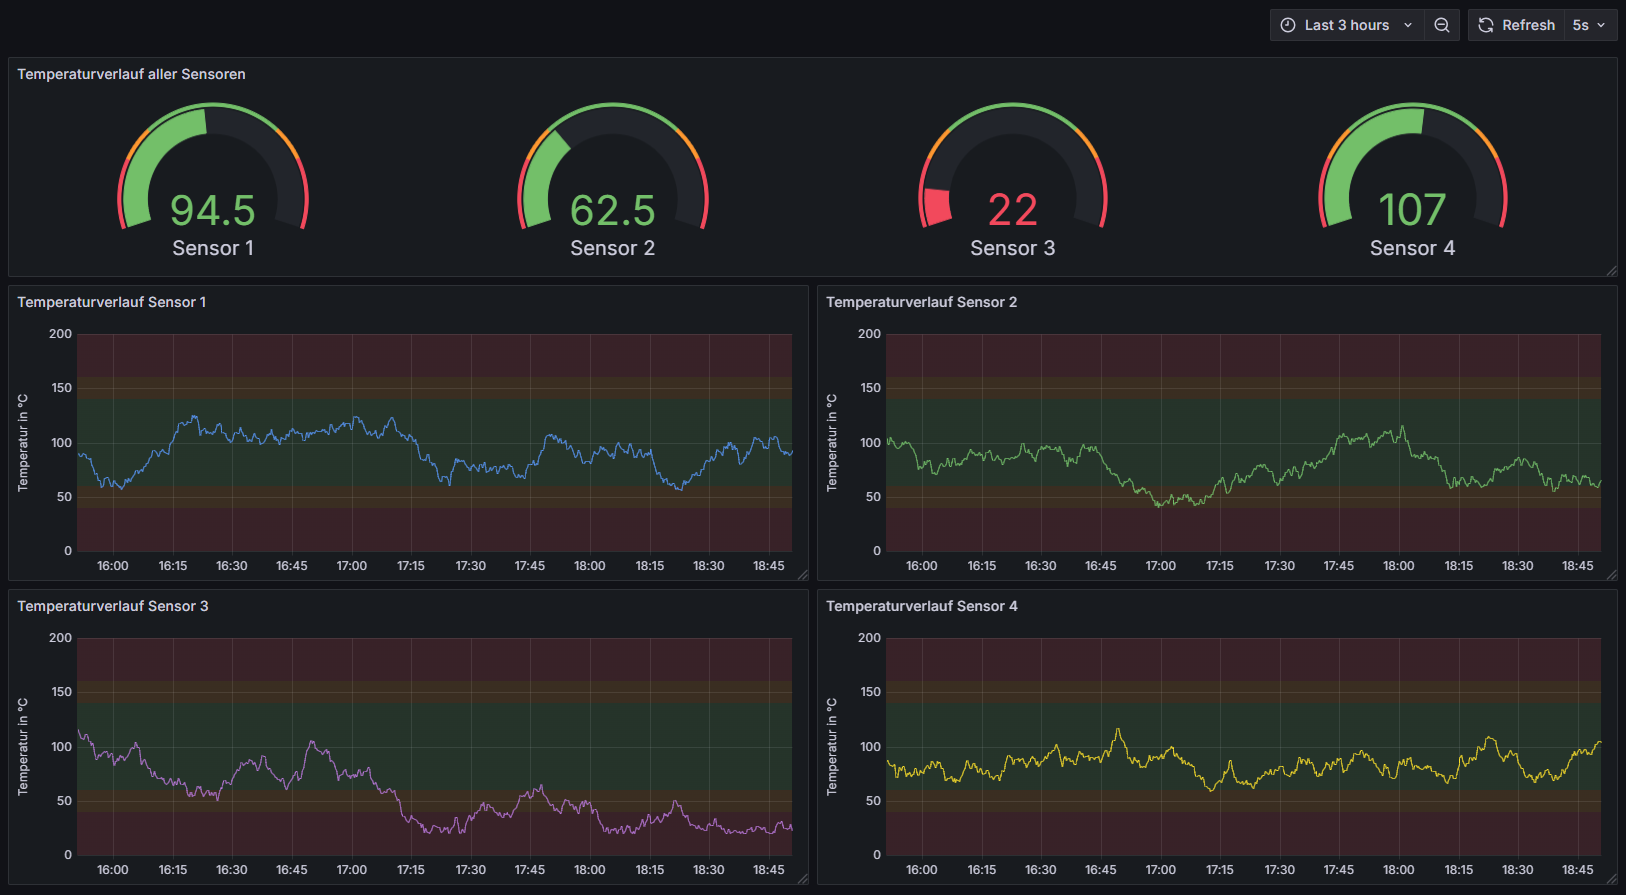 Last 3 hours
Refresh 5s
Temperaturverlauf aller Sensoren
94.5 62.5 22 107
Sensor 1 Sensor 2 Sensor 3 Sensor 4
Temperaturverlauf Sensor 1
Temperatur in °C
200
150
100
50
0
16:00 16:15 16:30 16:45 17:00 17:15 17:30 17:45 18:00 18:15 18:30 18:45
Temperaturverlauf Sensor 2
Temperatur in °C
200
150
100
50
0
16:00 16:15 16:30 16:45 17:00 17:15 17:30 17:45 18:00 18:15 18:30 18:45
Temperaturverlauf Sensor 3
Temperatur in °C
200
150
100
50
0
16:00 16:15 16:30 16:45 17:00 17:15 17:30 17:45 18:00 18:15 18:30 18:45
Temperaturverlauf Sensor 4
Temperatur in °C
200
150
100
50
0
16:00 16:15 16:30 16:45 17:00 17:15 17:30 17:45 18:00 18:15 18:30 18:45